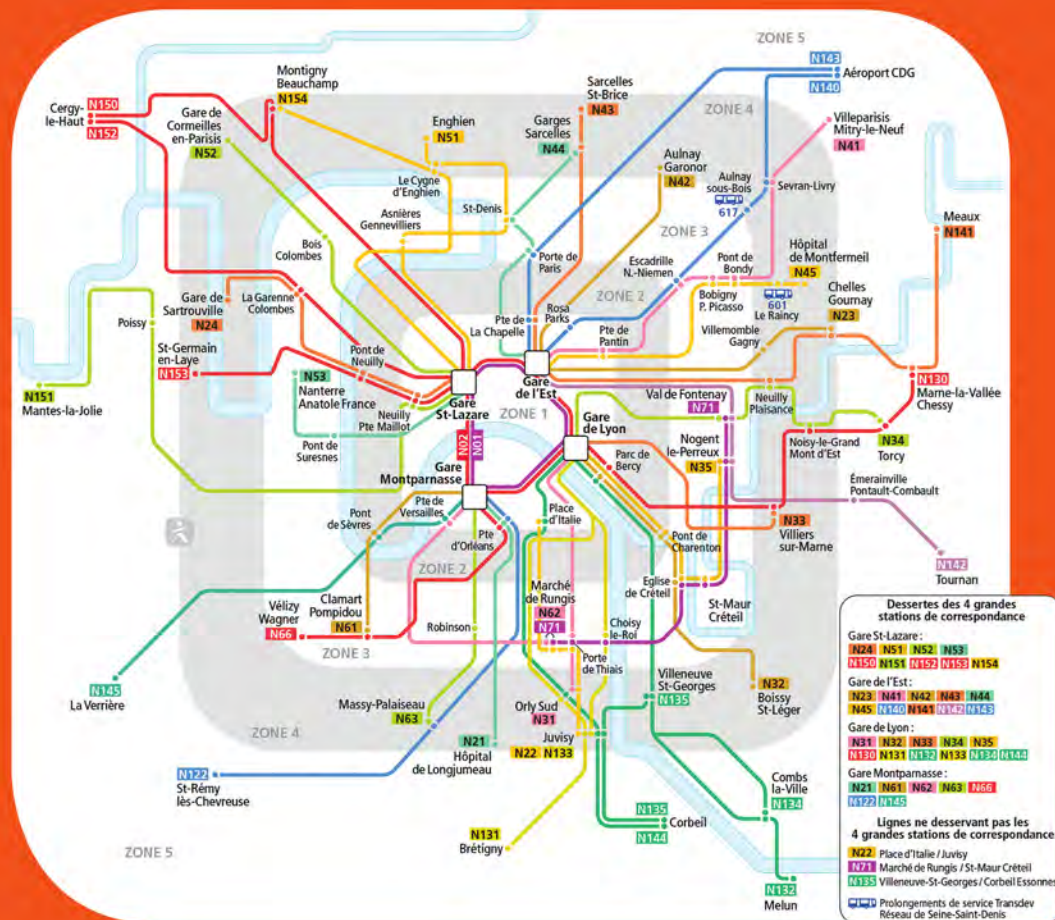 ZONE 5
N143
Aéroport CDG
N140
Montigny
Beauchamp
N154
Sarcelles
St-Brice
N43
ZONE 4
Cergy-
le-Haut
N150
N152
Gare de
Cormeilles
en-Parisis
N52
Enghien
N51
Garges
Sarcelles
N44
Villeparisis
Mitry-le-Neuf
N41
Aulnay
Garonor
N42
Le Cygne
d'Enghien
Aulnay
sous-Bois
617
Sevran-Livry
St-Denis
Asnières
Gennevilliers
ZONE 3
Meaux
N141
Bois
Colombes
Porte de
Paris
Escadrille
N.-Niemen
Pont de
Bondy
Hôpital
de Montfermeil
N45
Gare de
Sartrouville
N24
La Garenne
Colombes
ZONE 2
Bobigny
P. Picasso
601
Le Raincy
Chelles
Gournay
N23
Poissy
Pte de
La Chapelle
Rosa
Parks
Pte de
Pantin
Villemomble
Gagny
St-Germain
en-Laye
N153
Pont de
Neuilly
N151
Mantes-la-Jolie
N53
Nanterre
Anatole France
Neuilly
Pte Maillot
Gare
St-Lazare
Gare
de l'Est
N130
Marne-la-Vallée
Chessy
Val de Fontenay
N71
Neuilly
Plaisance
ZONE 1
Gare
de Lyon
Pont de
Suresnes
N02
N01
Nogent
le-Perreux
N35
Noisy-le-Grand
Mont d'Est
N34
Torcy
Gare
Montparnasse
Parc de
Bercy
Émerainville
Pontault-Combault
Pont
de Sèvres
Pte de
Versailles
Place
d'Italie
N33
Villiers
sur-Marne
Pte
d'Orléans
Pont de
Charenton
N142
Tournan
ZONE 2
Marché
de Rungis
N62
N71
Eglise
de Créteil
St-Maur
Créteil
Vélizy
Wagner
N66
Clamart
Pompidou
N61
Robinson
Choisy
le-Roi
ZONE 3
Porte
de Thiais
N145
La Verrière
Villeneuve
St-Georges
N135
N32
Boissy
St-Léger
Massy-Palaiseau
N63
Orly Sud
N31
ZONE 4
N21
Hôpital
de Longjumeau
Juvisy
N22
N133
N122
St-Rémy
lès-Chevreuse
Combs
la-Ville
N134
N135
N144
Corbeil
N131
Brétigny
ZONE 5
N132
Melun
Dessertes des 4 grandes
stations de correspondance
Gare St-Lazare :
N24 N51 N52 N53
N150 N151 N152 N153 N154
Gare de l'Est :
N23 N41 N42 N43 N44
N45 N140 N141 N142 N143
Gare de Lyon :
N31 N32 N33 N34 N35
N130 N131 N132 N133 N134 N144
Gare Montparnasse :
N21 N61 N62 N63 N66
N122 N145
Lignes ne desservant pas les
4 grandes stations de correspondance
N22 Place d'Italie / Juvisy
N71 Marché de Rungis / St-Maur Créteil
N135 Villeneuve-St-Georges / Corbeil Essonnes
Prolongements de service Transdev
Réseau de Seine-Saint-Denis